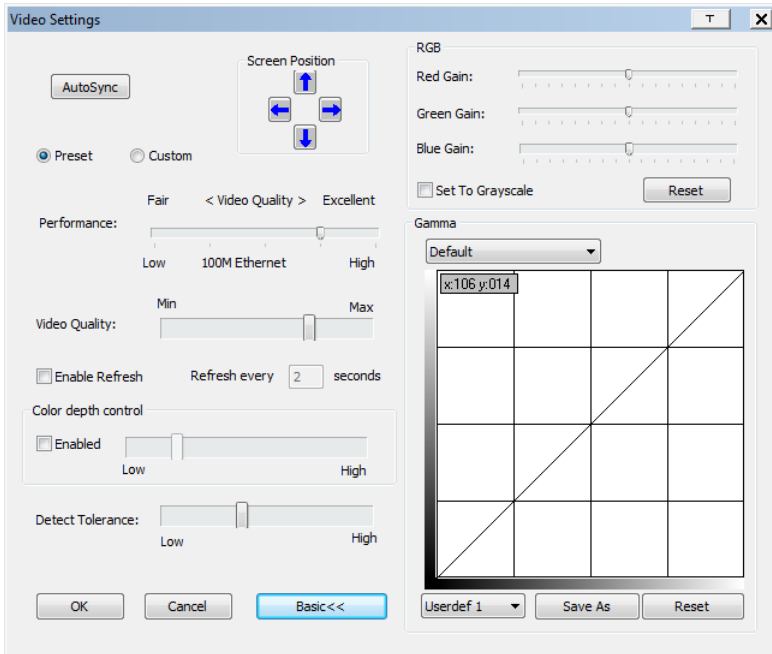 Video Settings
T X
AutoSync
Screen Position
Preset Custom
Fair < Video Quality > Excellent
Performance:
Low 100M Ethernet High
Min Max
Video Quality:
Enable Refresh Refresh every 2 seconds
Color depth control
Enabled
Low High
Detect Tolerance:
Low High
OK Cancel Basic<<
RGB
Red Gain:
Green Gain:
Blue Gain:
Set To Grayscale Reset
Gamma
Default
x:106 y:014
Userdef 1 Save As Reset